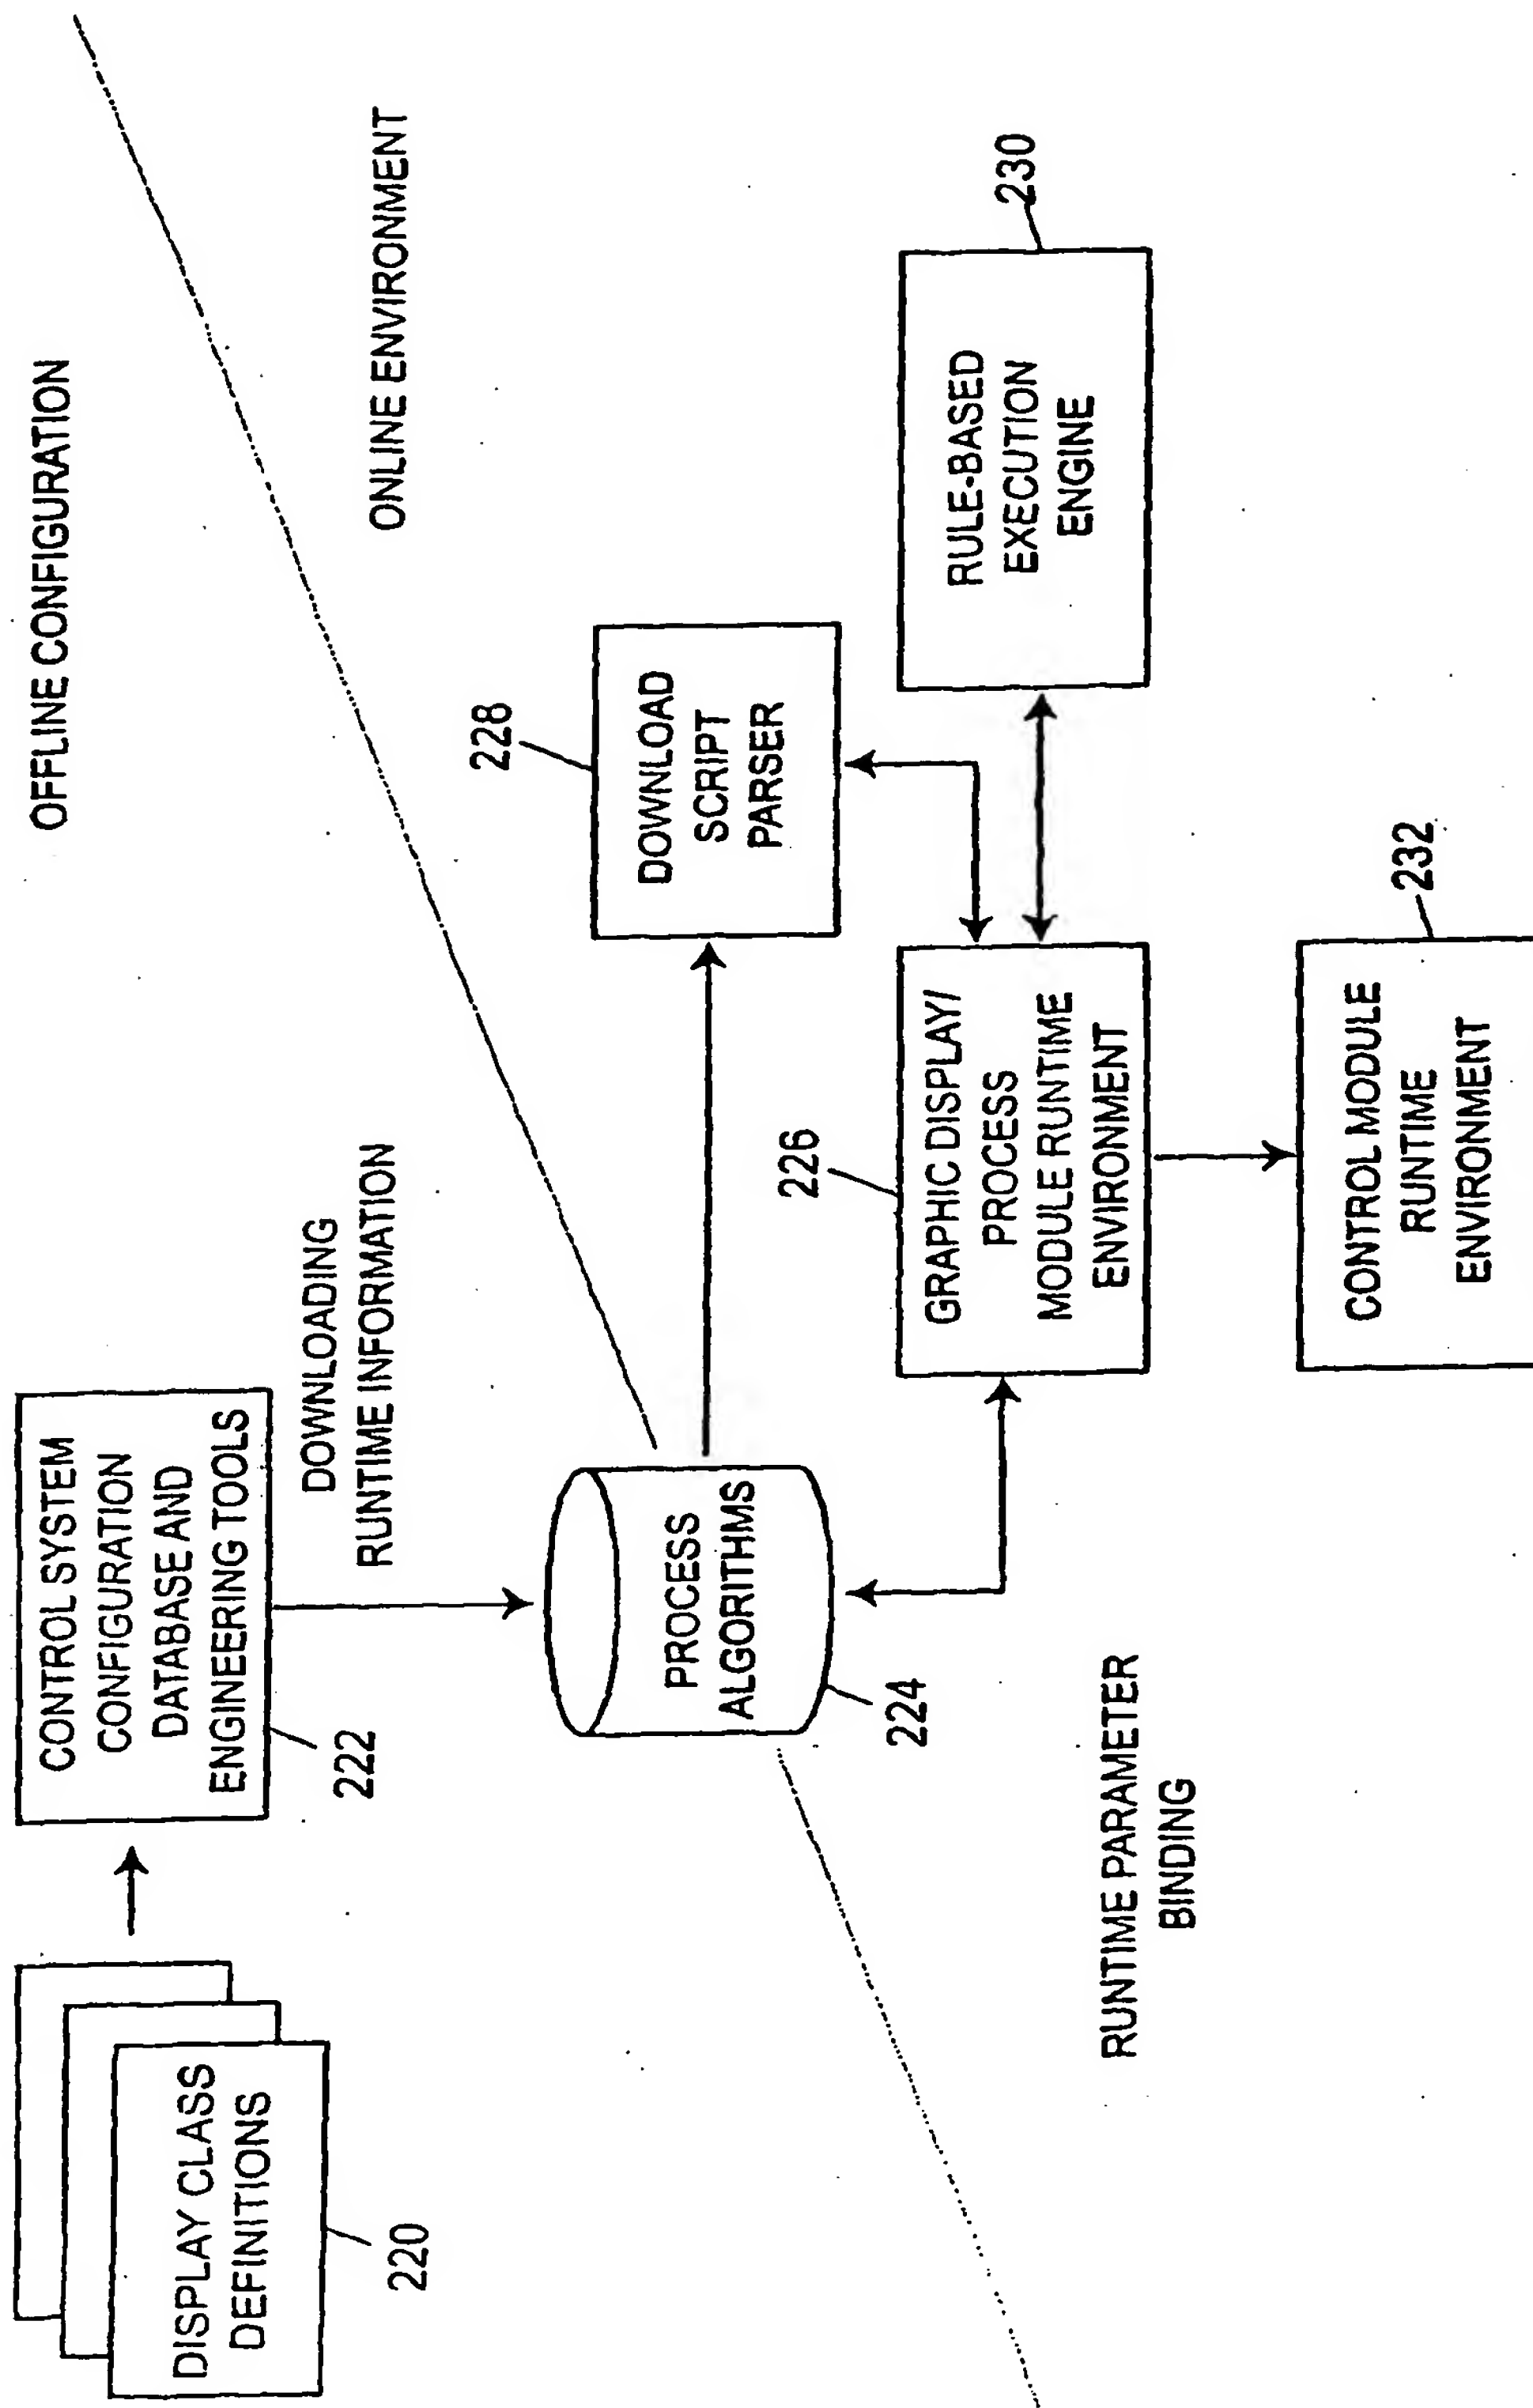 OFFLINE CONFIGURATION
DISPLAY CLASS
DEFINITIONS
220
CONTROL SYSTEM
CONFIGURATION
DATABASE AND
ENGINEERING TOOLS
222
DOWNLOADING
RUNTIME INFORMATION
ONLINE ENVIRONMENT
PROCESS
ALGORITHMS
224
228
DOWNLOAD
SCRIPT
PARSER
RUNTIME PARAMETER
BINDING
226
GRAPHIC DISPLAY/
PROCESS
MODULE RUNTIME
ENVIRONMENT
230
RULE-BASED
EXECUTION
ENGINE
232
CONTROL MODULE
RUNTIME
ENVIRONMENT